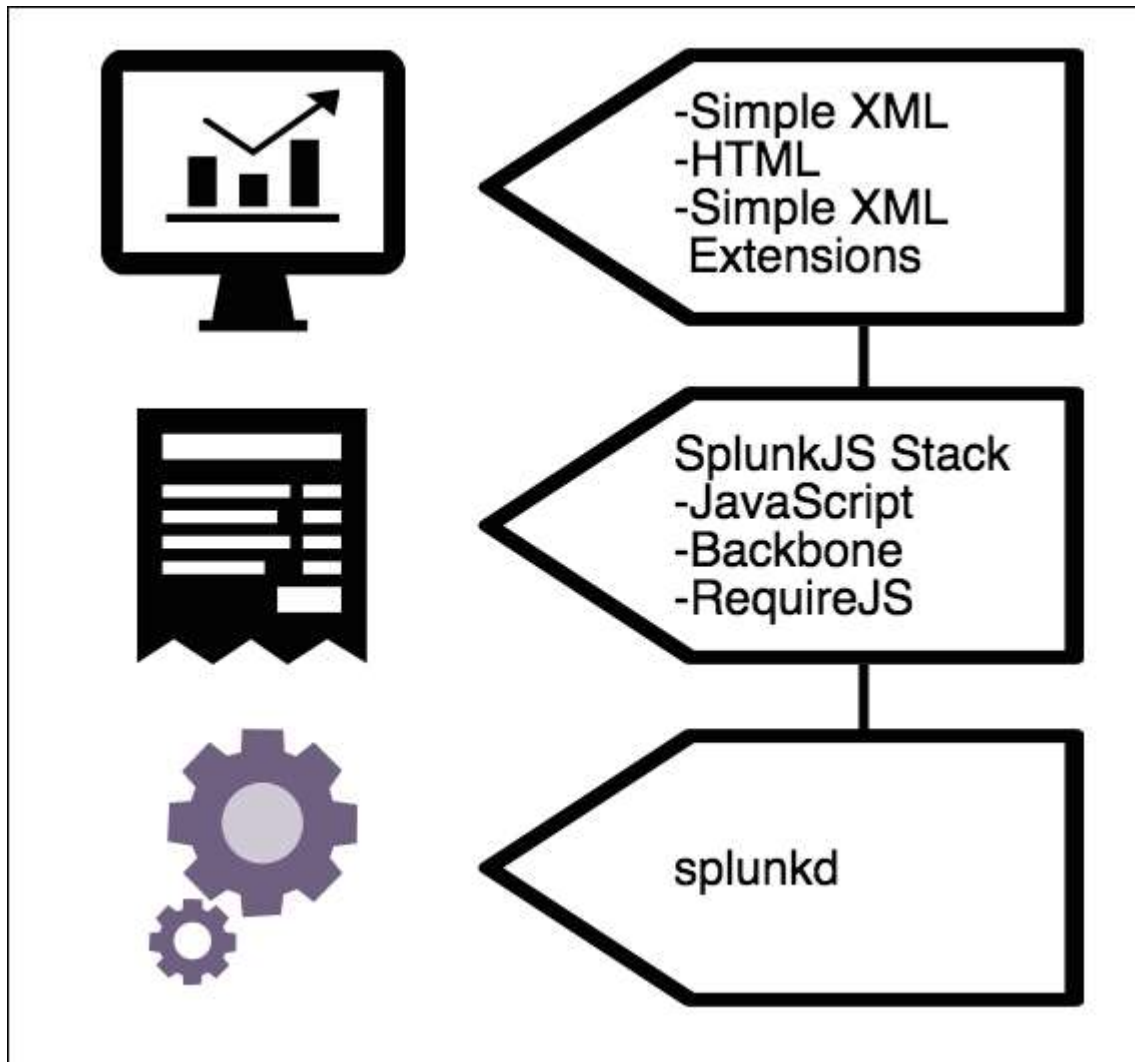 -Simple XML
-HTML
-Simple XML
Extensions
SplunkJS Stack
-JavaScript
-Backbone
-RequireJS
splunkd